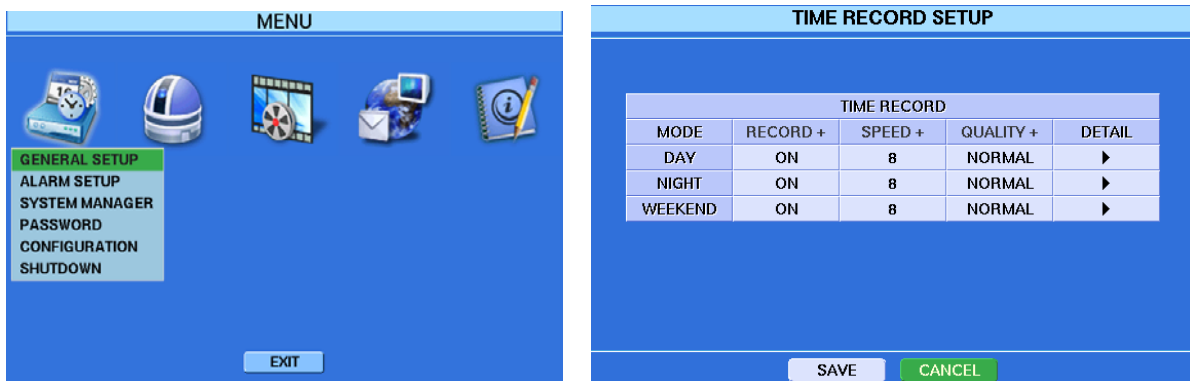 MENU
GENERAL SETUP
ALARM SETUP
SYSTEM MANAGER
PASSWORD
CONFIGURATION
SHUTDOWN
EXIT
TIME RECORD SETUP
TIME RECORD
MODE RECORD + SPEED + QUALITY + DETAIL
DAY ON 8 NORMAL
NIGHT ON 8 NORMAL
WEEKEND ON 8 NORMAL
SAVE CANCEL